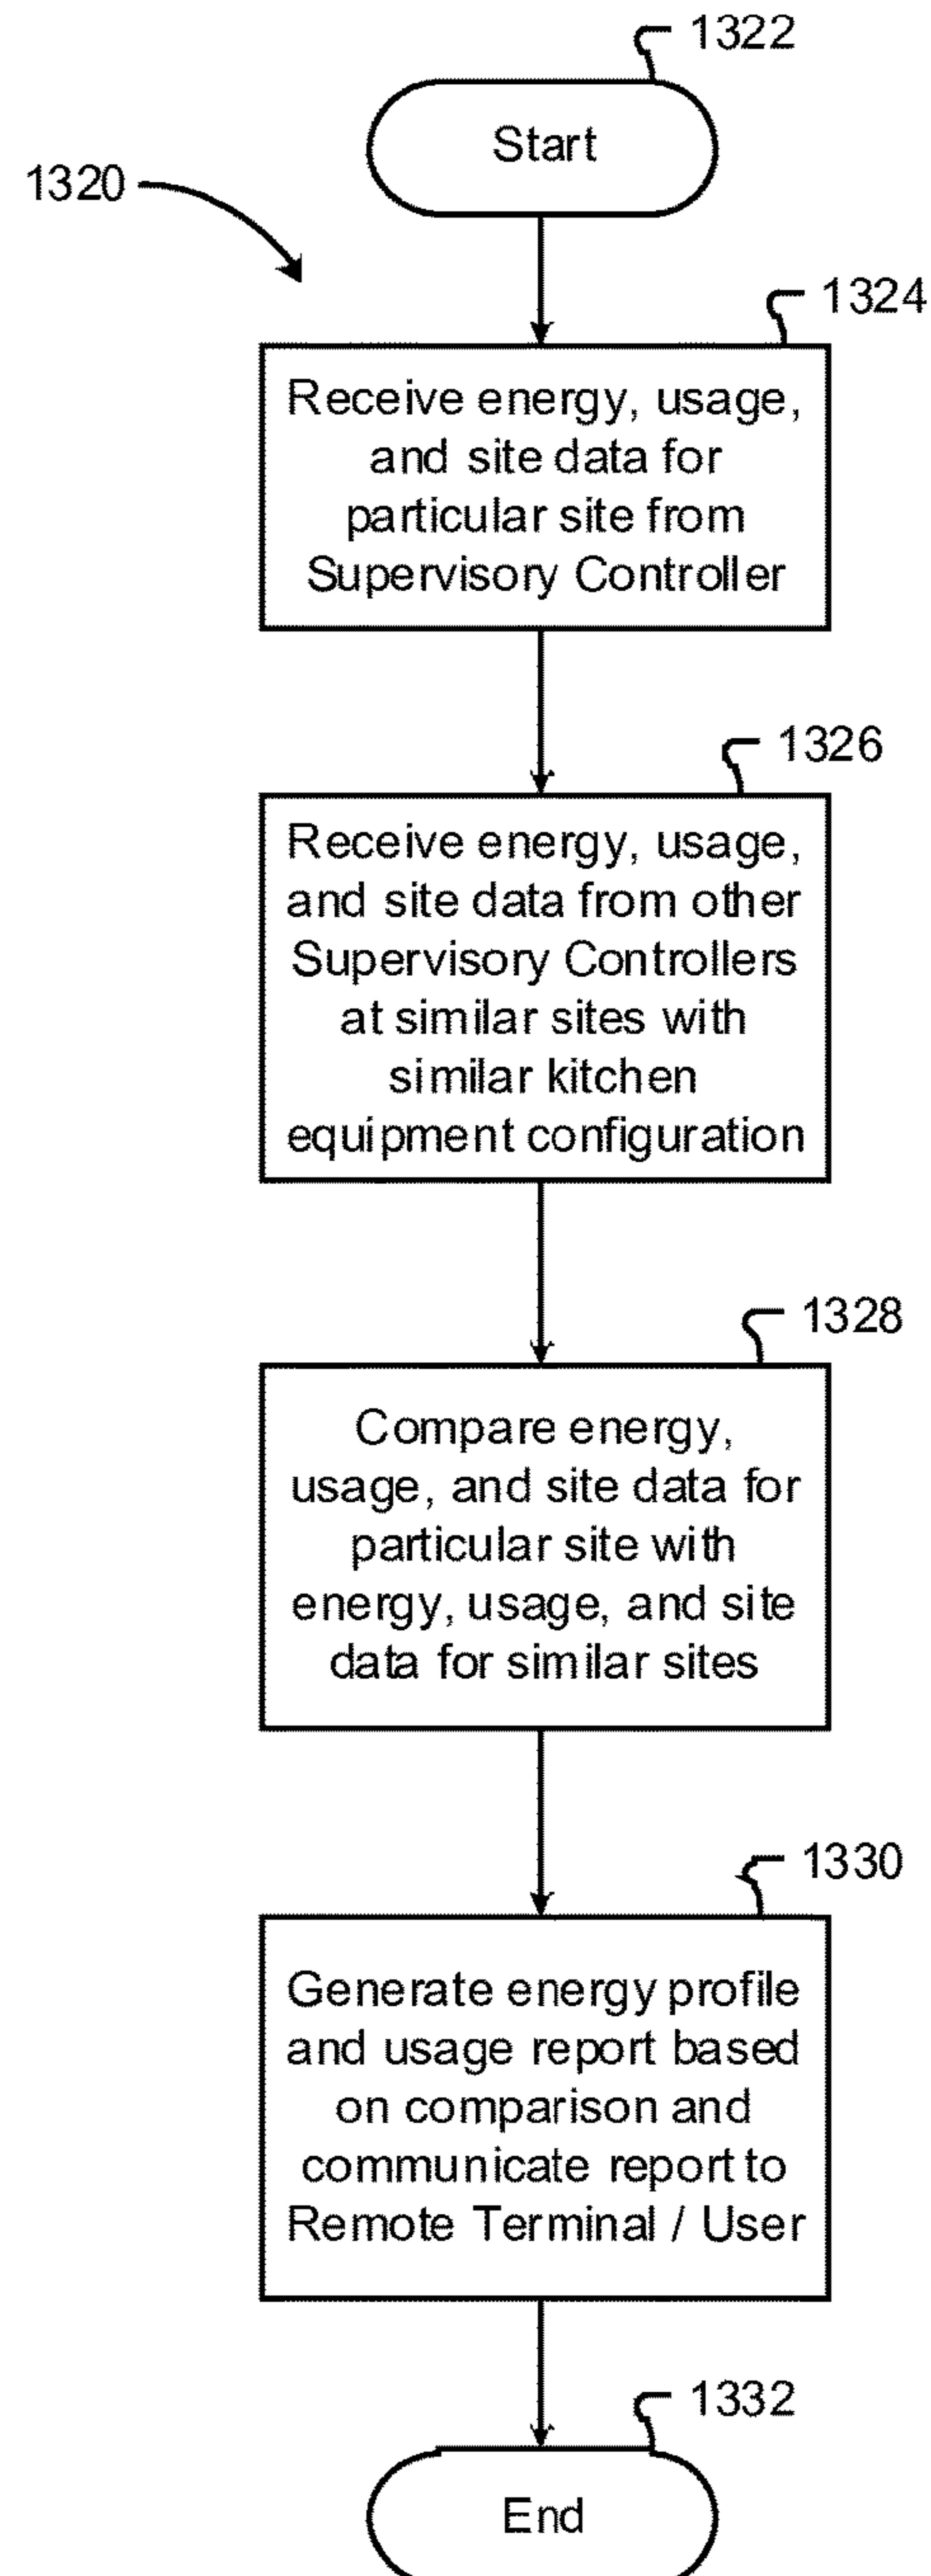 1322
Start
1320
1324
Receive energy, usage,
and site data for
particular site from
Supervisory Controller
1326
Receive energy, usage,
and site data from other
Supervisory Controllers
at similar sites with
similar kitchen
equipment configuration
1328
Compare energy,
usage, and site data for
particular site with
energy, usage, and site
data for similar sites
1330
Generate energy profile
and usage report based
on comparison and
communicate report to
Remote Terminal / User
1332
End